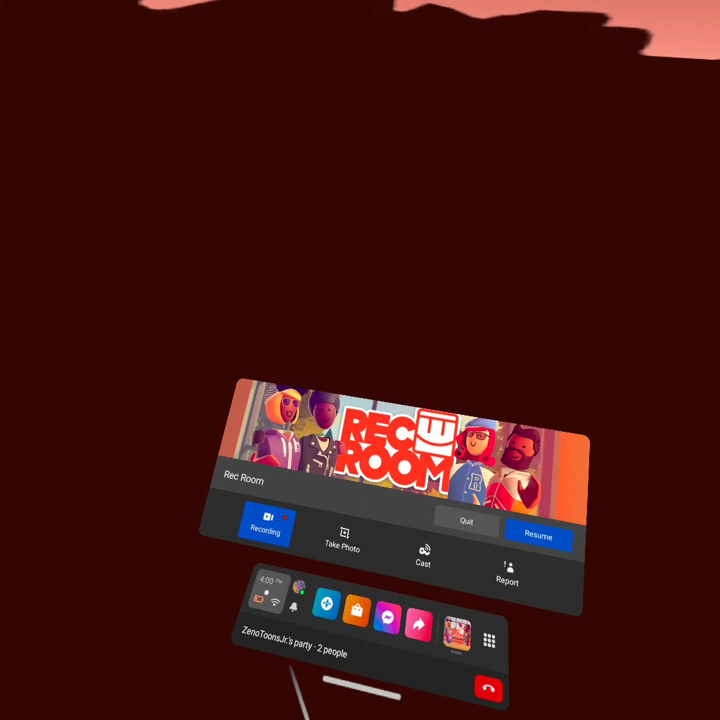 REC
ROOM
R
Rec Room
Quit
Resume
Recording
Take Photo
Cast
Report
4:00 PM
ZenoToonsJr.'s party · 2 people